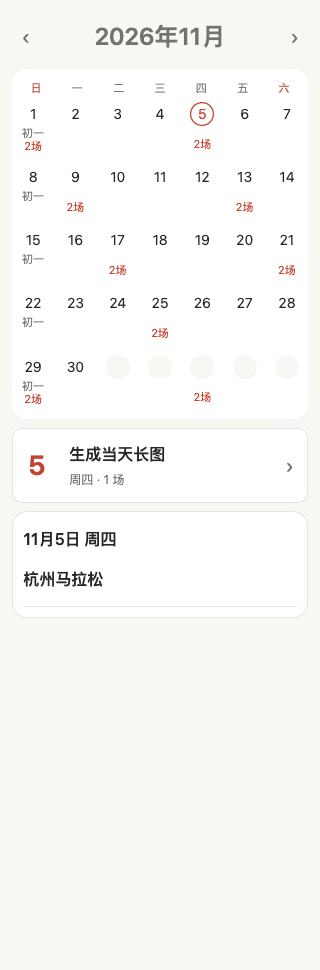 ‹ 2026年11月 ›
日 一 二 三 四 五 六
1 2 3 4 5 6 7
初一
2场 2场
8 9 10 11 12 13 14
初一
2场 2场
15 16 17 18 19 20 21
初一
2场 2场
22 23 24 25 26 27 28
初一
2场
29 30
初一
2场 2场
5 生成当天长图 ›
周四 · 1 场
11月5日 周四
杭州马拉松